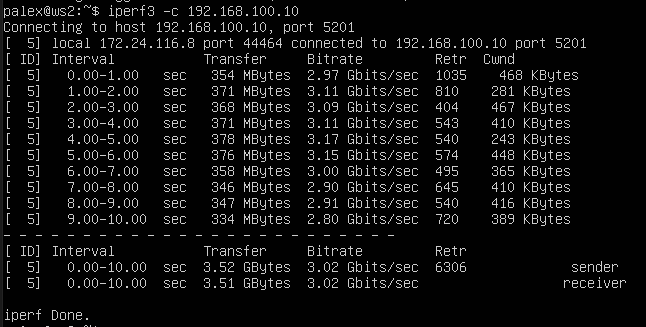 palex@ws2:~$ iperf3 -c 192.168.100.10
Connecting to host 192.168.100.10, port 5201
[  5] local 172.24.116.8 port 44464 connected to 192.168.100.10 port 5201
[ ID] Interval           Transfer     Bitrate         Retr  Cwnd
[  5]   0.00-1.00   sec   354 MBytes  2.97 Gbits/sec  1035    468 KBytes
[  5]   1.00-2.00   sec   371 MBytes  3.11 Gbits/sec  810    281 KBytes
[  5]   2.00-3.00   sec   368 MBytes  3.09 Gbits/sec  404    467 KBytes
[  5]   3.00-4.00   sec   371 MBytes  3.11 Gbits/sec  543    410 KBytes
[  5]   4.00-5.00   sec   378 MBytes  3.17 Gbits/sec  540    243 KBytes
[  5]   5.00-6.00   sec   376 MBytes  3.15 Gbits/sec  574    448 KBytes
[  5]   6.00-7.00   sec   358 MBytes  3.00 Gbits/sec  495    365 KBytes
[  5]   7.00-8.00   sec   346 MBytes  2.90 Gbits/sec  645    410 KBytes
[  5]   8.00-9.00   sec   347 MBytes  2.91 Gbits/sec  540    416 KBytes
[  5]   9.00-10.00  sec   334 MBytes  2.80 Gbits/sec  720    389 KBytes
- - - - - - - - - - - - - - - - - - - - - - - - -
[ ID] Interval           Transfer     Bitrate         Retr
[  5]   0.00-10.00  sec  3.52 GBytes  3.02 Gbits/sec  6306             sender
[  5]   0.00-10.00  sec  3.51 GBytes  3.02 Gbits/sec                  receiver
iperf Done.